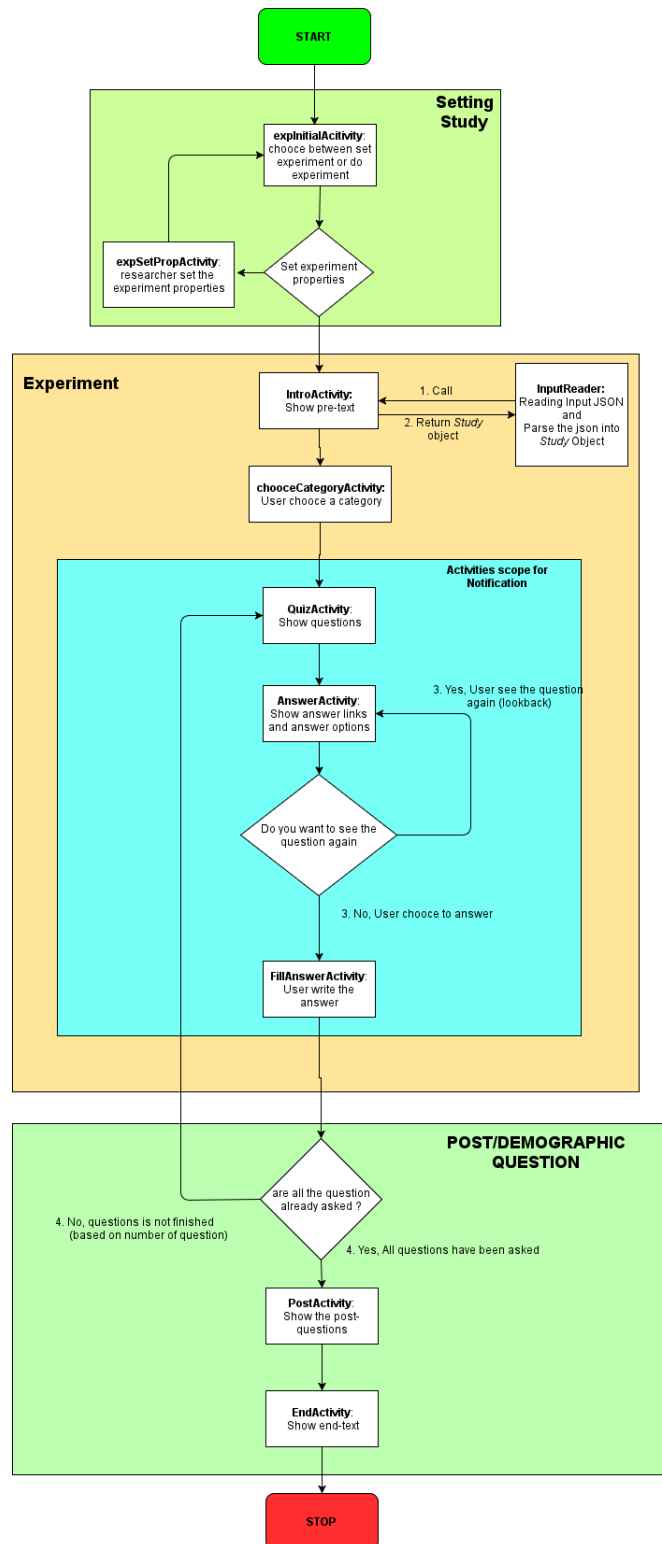 START
Setting
Study
expInitialAcitivity:
chooce between set
experiment or do
experiment
expSetPropActivity:
researcher set the
experiment properties
Set experiment
properties
Experiment
IntroActivity:
Show pre-text
1. Call
2. Return Study
object
InputReader:
Reading Input JSON
and
Parse the json into
Study Object
chooceCategoryActivity:
User chooce a category
Activities scope for
Notification
QuizActivity:
Show questions
AnswerActivity:
Show answer links
and answer options
3. Yes, User see the question
again (lookback)
Do you want to see the
question again
3. No, User chooce to answer
FillAnswerActivity:
User write the
answer
POST/DEMOGRAPHIC
QUESTION
are all the question
already asked ?
4. No, questions is not finished
(based on number of question)
4. Yes, All questions have been asked
PostActivity:
Show the post-
questions
EndActivity:
Show end-text
STOP